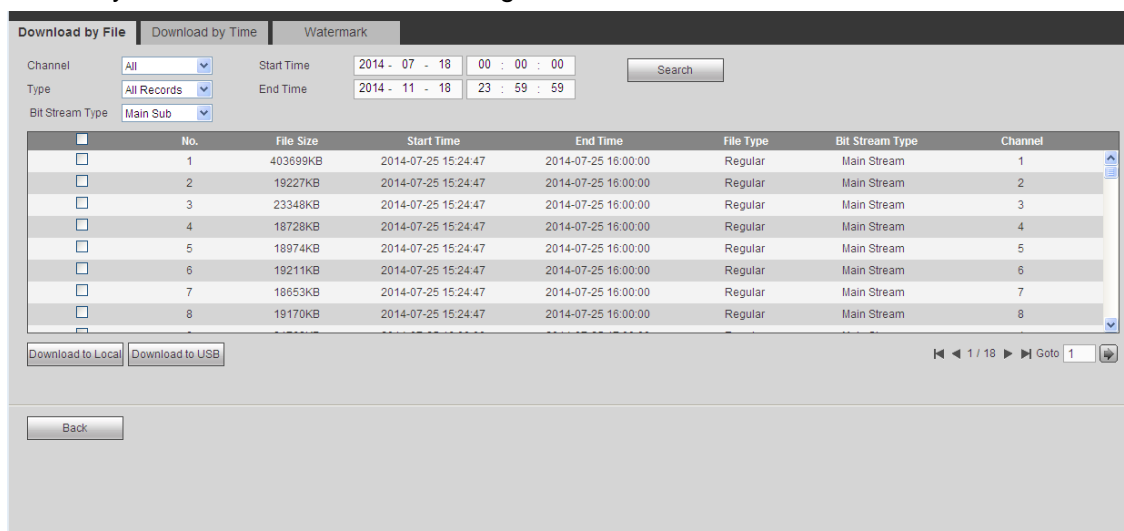 Download by File Download by Time Watermark
Channel All Start Time 2014 - 07 - 18 00 : 00 : 00 Search
Type All Records End Time 2014 - 11 - 18 23 : 59 : 59
Bit Stream Type Main Sub
No. File Size Start Time End Time File Type Bit Stream Type Channel
1 403699KB 2014-07-25 15:24:47 2014-07-25 16:00:00 Regular Main Stream 1
2 19227KB 2014-07-25 15:24:47 2014-07-25 16:00:00 Regular Main Stream 2
3 23348KB 2014-07-25 15:24:47 2014-07-25 16:00:00 Regular Main Stream 3
4 18728KB 2014-07-25 15:24:47 2014-07-25 16:00:00 Regular Main Stream 4
5 18974KB 2014-07-25 15:24:47 2014-07-25 16:00:00 Regular Main Stream 5
6 19211KB 2014-07-25 15:24:47 2014-07-25 16:00:00 Regular Main Stream 6
7 18653KB 2014-07-25 15:24:47 2014-07-25 16:00:00 Regular Main Stream 7
8 19170KB 2014-07-25 15:24:47 2014-07-25 16:00:00 Regular Main Stream 8
Download to Local Download to USB 1 / 18 Goto 1
Back